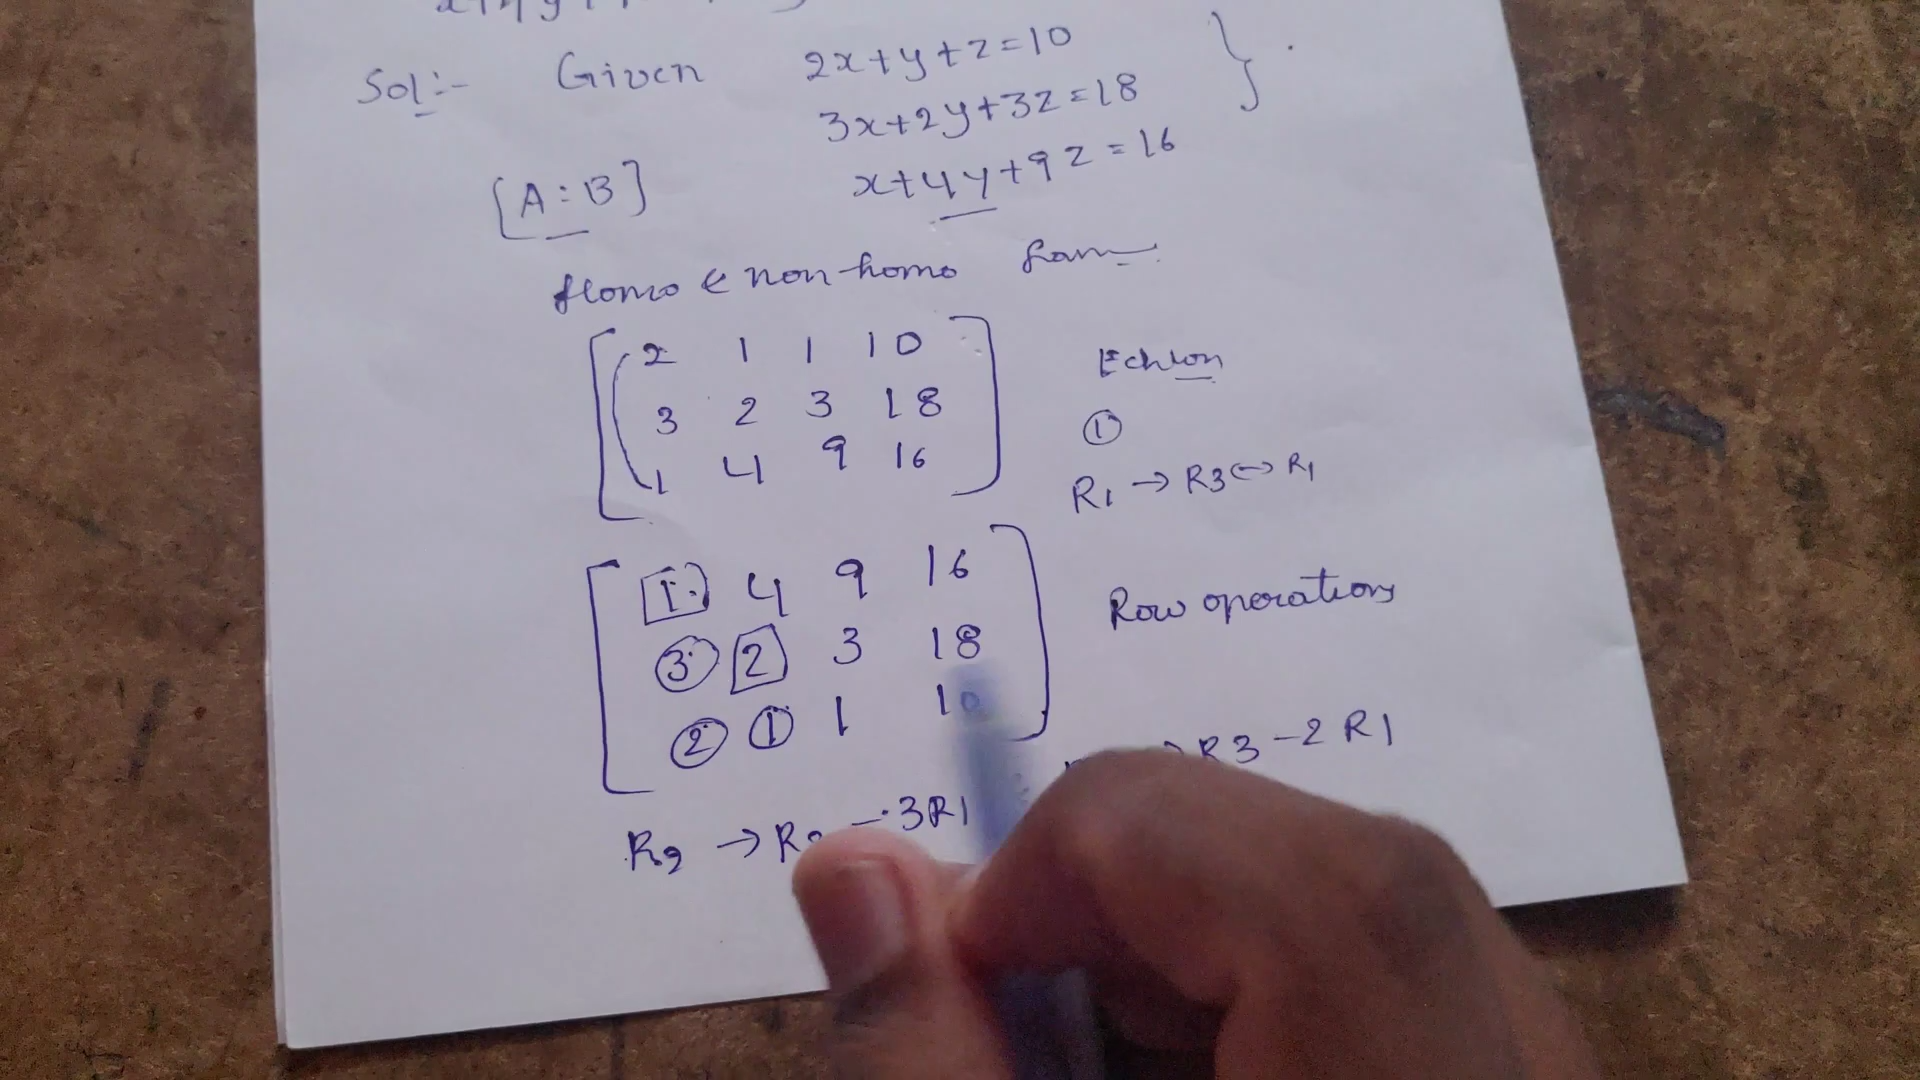 Sol:- Given 2x+y+z=10
3x+2y+3z=18
x+4y+9z=16
[A:B]
Homo & non-homo
2 1 1 10
3 2 3 18
1 4 9 16
Echlon
①
R1 → R3 ↔ R1
1 4 9 16
3 2 3 18
2 1 1 10
Row operations
R3 - 2R1
R2 → R2 - 3R1